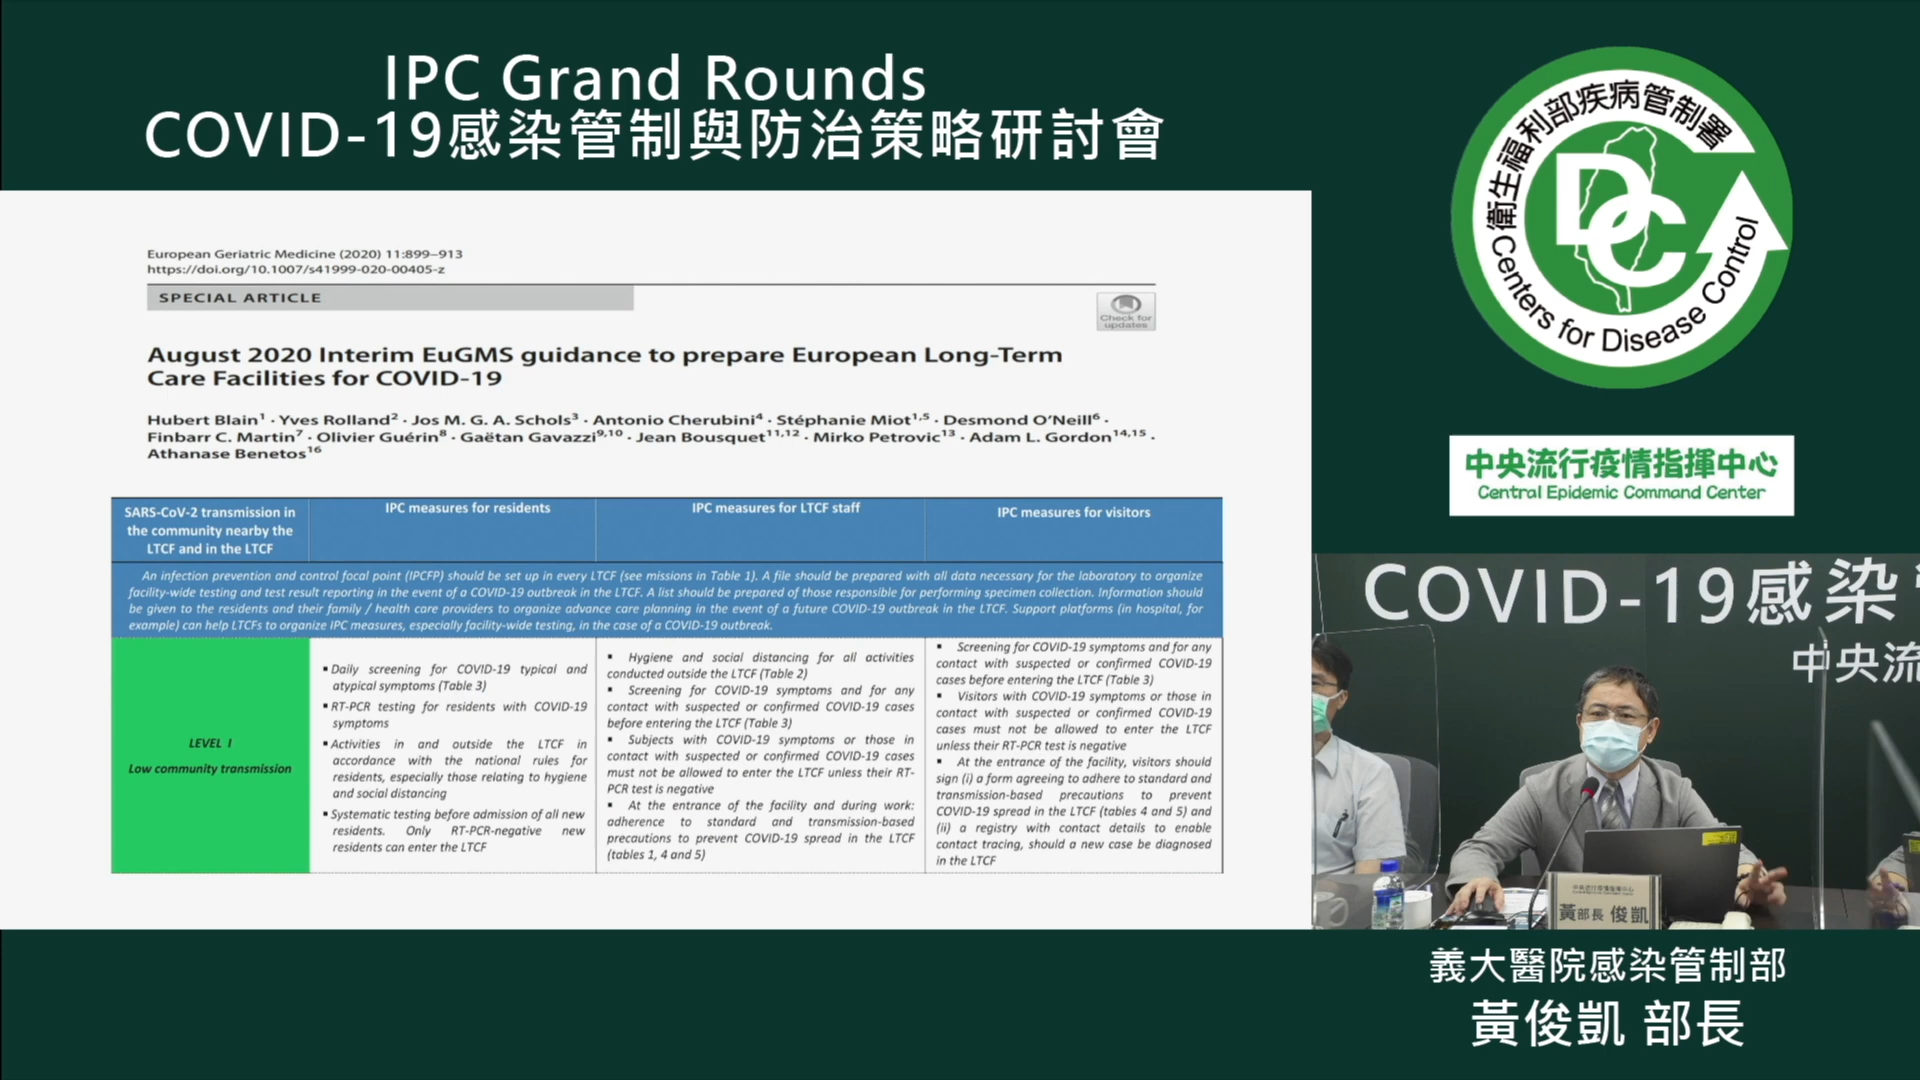 IPC Grand Rounds
COVID-19感染管制與防治策略研討會
European Geriatric Medicine (2020) 11:899–913
https://doi.org/10.1007/s41999-020-00405-z
SPECIAL ARTICLE
Check for
updates
August 2020 Interim EuGMS guidance to prepare European Long-Term
Care Facilities for COVID-19
Hubert Blain1 · Yves Rolland2 · Jos M. G. A. Schols3 · Antonio Cherubini4 · Stéphanie Miot1,5 · Desmond O'Neill6 ·
Finbarr C. Martin7 · Olivier Guérin8 · Gaëtan Gavazzi9,10 · Jean Bousquet11,12 · Mirko Petrovic13 · Adam L. Gordon14,15 ·
Athanase Benetos16
SARS-CoV-2 transmission in
the community nearby the
LTCF and in the LTCF
IPC measures for residents
IPC measures for LTCF staff
IPC measures for visitors
An infection prevention and control focal point (IPCFP) should be set up in every LTCF (see missions in Table 1). A file should be prepared with all data necessary for the laboratory to organize
facility-wide testing and test result reporting in the event of a COVID-19 outbreak in the LTCF. A list should be prepared of those responsible for performing specimen collection. Information should
be given to the residents and their family / health care providers to organize advance care planning in the event of a future COVID-19 outbreak in the LTCF. Support platforms (in hospital, for
example) can help LTCFs to organize IPC measures, especially facility-wide testing, in the case of a COVID-19 outbreak.
LEVEL I
Low community transmission
▪ Daily screening for COVID-19 typical and
atypical symptoms (Table 3)
▪ RT-PCR testing for residents with COVID-19
symptoms
▪ Activities in and outside the LTCF in
accordance with the national rules for
residents, especially those relating to hygiene
and social distancing
▪ Systematic testing before admission of all new
residents. Only RT-PCR-negative new
residents can enter the LTCF
▪ Hygiene and social distancing for all activities
conducted outside the LTCF (Table 2)
▪ Screening for COVID-19 symptoms and for any
contact with suspected or confirmed COVID-19 cases
before entering the LTCF (Table 3)
▪ Subjects with COVID-19 symptoms or those in
contact with suspected or confirmed COVID-19 cases
must not be allowed to enter the LTCF unless their RT-
PCR test is negative
▪ At the entrance of the facility and during work:
adherence to standard and transmission-based
precautions to prevent COVID-19 spread in the LTCF
(tables 1, 4 and 5)
▪ Screening for COVID-19 symptoms and for any
contact with suspected or confirmed COVID-19
cases before entering the LTCF (Table 3)
▪ Visitors with COVID-19 symptoms or those in
contact with suspected or confirmed COVID-19
cases must not be allowed to enter the LTCF
unless their RT-PCR test is negative
▪ At the entrance of the facility, visitors should
sign (i) a form agreeing to adhere to standard and
transmission-based precautions to prevent
COVID-19 spread in the LTCF (tables 4 and 5) and
(ii) a registry with contact details to enable
contact tracing, should a new case be diagnosed
in the LTCF
衛生福利部疾病管制署
DC
Centers for Disease Control
中央流行疫情指揮中心
Central Epidemic Command Center
COVID-19感染
中央流
中央流行疫情指揮中心
黃部長 俊凱
義大醫院感染管制部
黃俊凱 部長